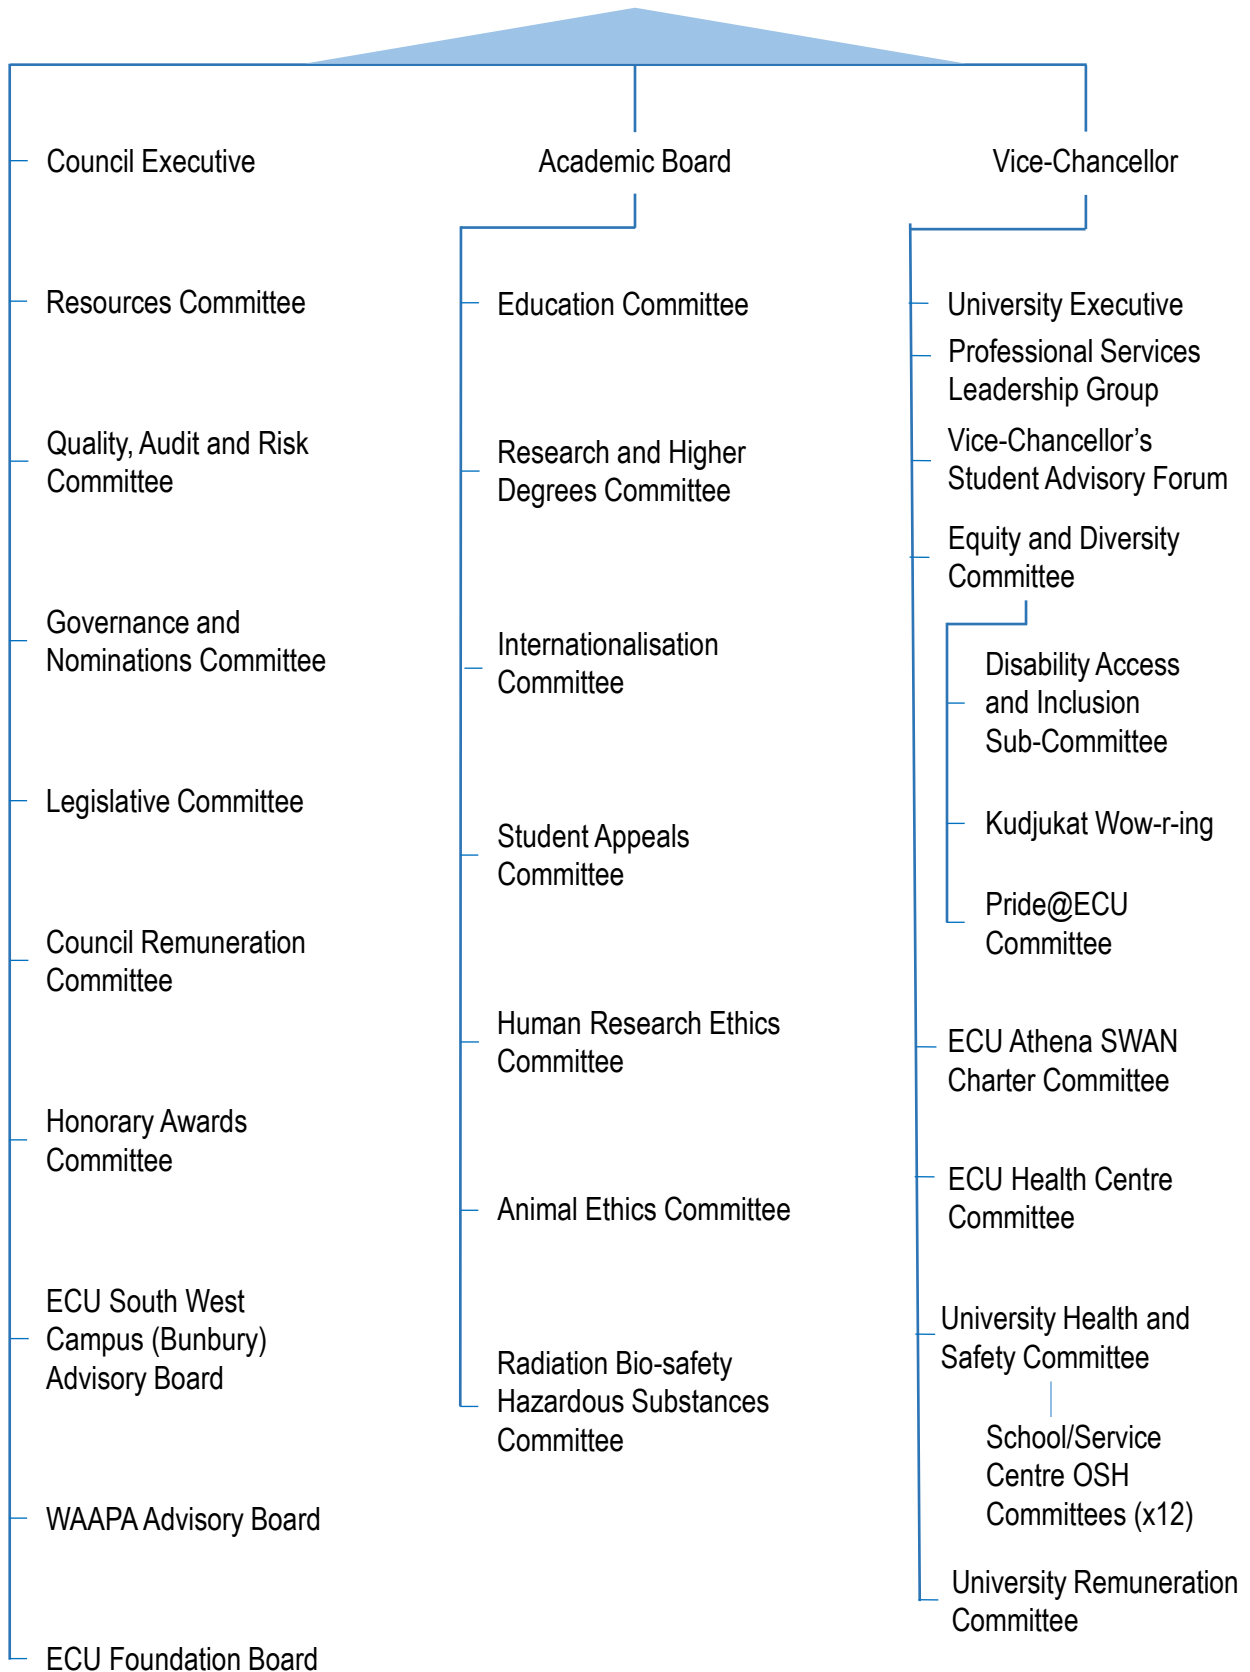 Council Executive
Resources Committee
Quality, Audit and Risk
Committee
Governance and
Nominations Committee
Legislative Committee
Council Remuneration
Committee
Honorary Awards
Committee
ECU South West
Campus (Bunbury)
Advisory Board
WAAPA Advisory Board
ECU Foundation Board
Academic Board
Education Committee
Research and Higher
Degrees Committee
Internationalisation
Committee
Student Appeals
Committee
Human Research Ethics
Committee
Animal Ethics Committee
Radiation Bio-safety
Hazardous Substances
Committee
Vice-Chancellor
University Executive
Professional Services
Leadership Group
Vice-Chancellor’s
Student Advisory Forum
Equity and Diversity
Committee
Disability Access
and Inclusion
Sub-Committee
Kudjukat Wow-r-ing
Pride@ECU
Committee
ECU Athena SWAN
Charter Committee
ECU Health Centre
Committee
University Health and
Safety Committee
School/Service
Centre OSH
Committees (x12)
University Remuneration
Committee